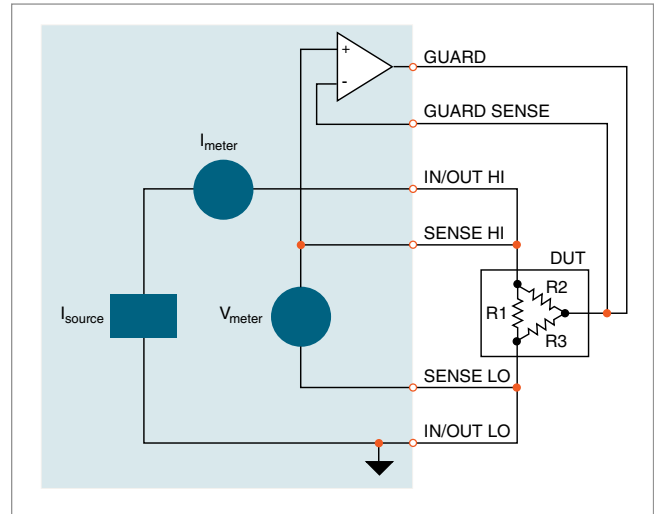 +
GUARD
-
GUARD SENSE
I_meter
IN/OUT HI
SENSE HI
DUT
R2
R1
I_source
V_meter
R3
SENSE LO
IN/OUT LO